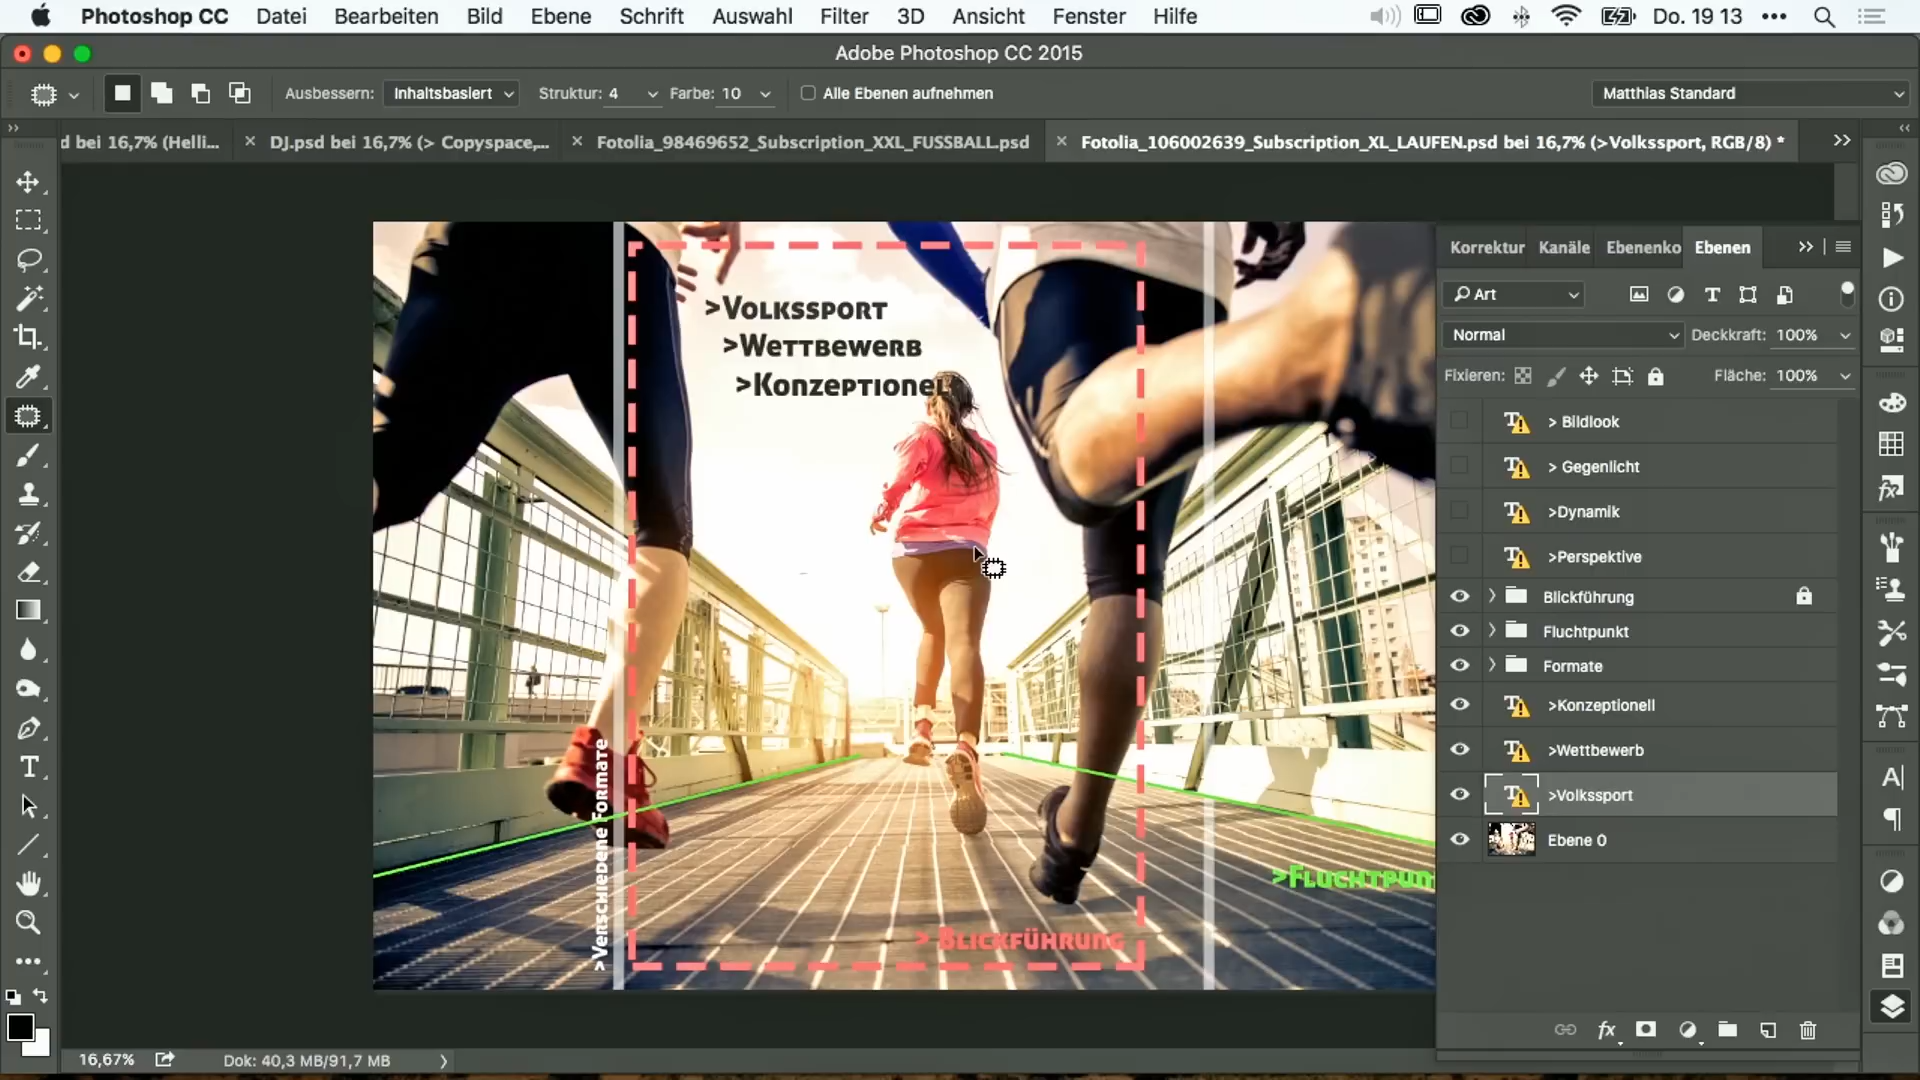 Photoshop CC Datei Bearbeiten Bild Ebene Schrift Auswahl Filter 3D Ansicht Fenster Hilfe Do. 19 13
Adobe Photoshop CC 2015
Ausbessern: Inhaltsbasiert Struktur: 4 Farbe: 10 Alle Ebenen aufnehmen Matthias Standard
d bei 16,7% (Helli... × DJ.psd bei 16,7% (> Copyspace,... × Fotolia_98469652_Subscription_XXL_FUSSBALL.psd × Fotolia_106002639_Subscription_XL_LAUFEN.psd bei 16,7% (>Volkssport, RGB/8) *
>Volkssport
>Wettbewerb
>Konzeptionel
>Verschiedene Formate
>Fluchtpun
> Blickführung
Korrektur Kanäle Ebenenko Ebenen
Art
Normal Deckkraft: 100%
Fixieren: Fläche: 100%
> Bildlook
> Gegenlicht
>Dynamik
>Perspektive
Blickführung
Fluchtpunkt
Formate
>Konzeptionell
>Wettbewerb
>Volkssport
Ebene 0
16,67% Dok: 40,3 MB/91,7 MB